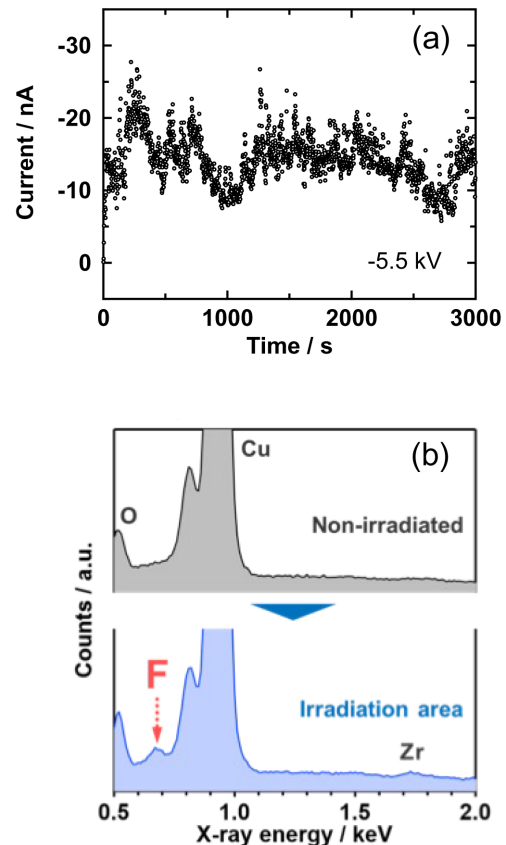 (a)
-30
-20
-10
0
Current / nA
-5.5 kV
0 1000 2000 3000
Time / s
(b)
Cu
O
Non-irradiated
Counts / a.u.
F
Irradiation area
Zr
0.5 1.0 1.5 2.0
X-ray energy / keV